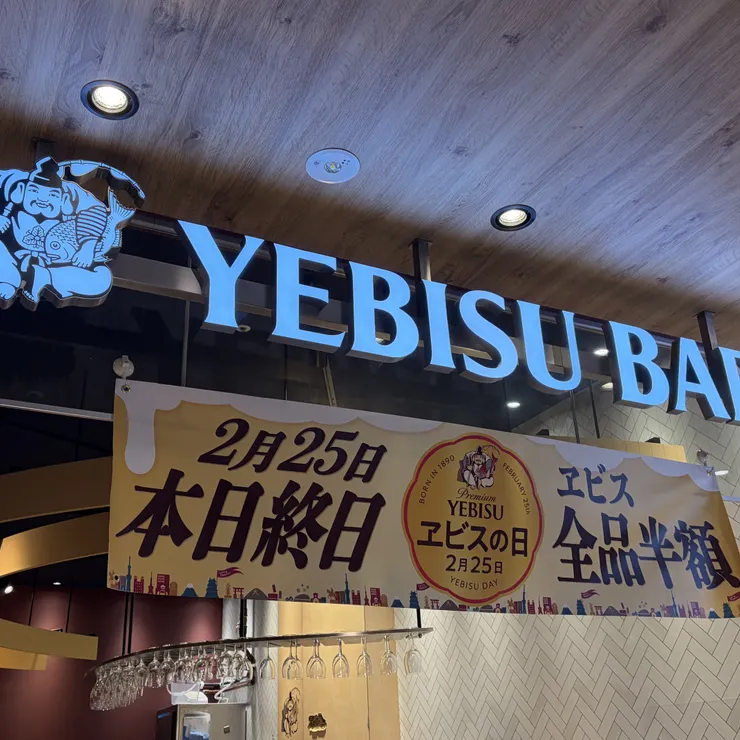 YEBISU BAR
2月25日
本日終日
BORN IN 1890
FEBRUARY 25th
Premium
YEBISU
ヱビスの日
2月25日
YEBISU DAY
ヱビス
全品半額